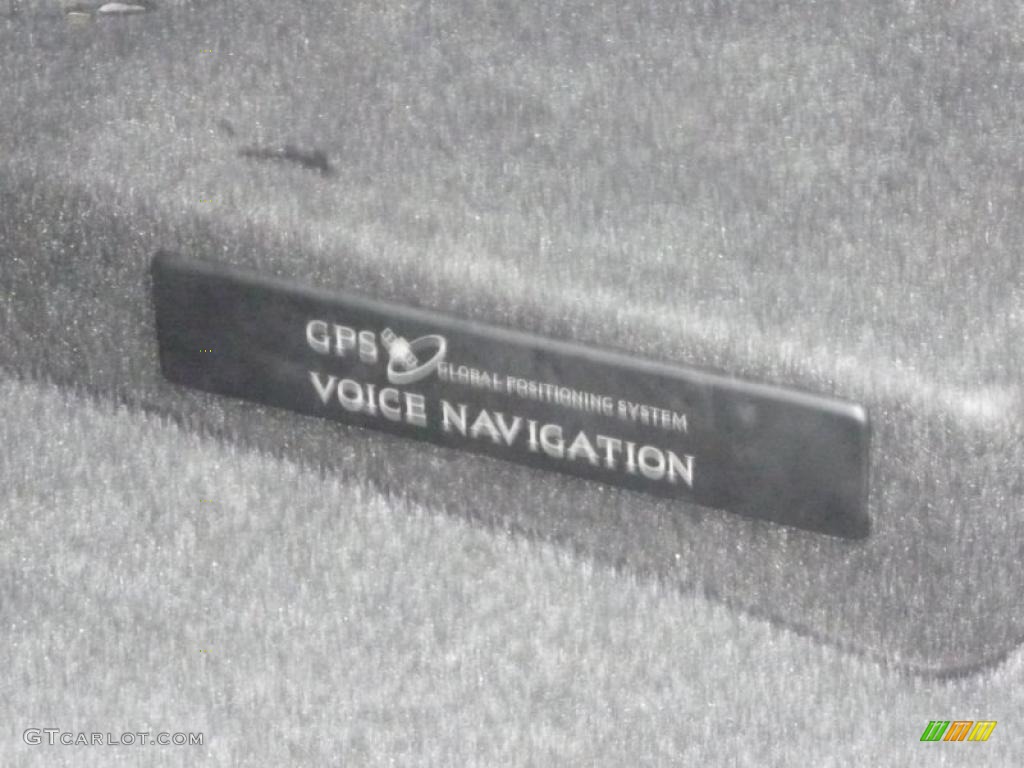 GPS GLOBAL POSITIONING SYSTEM
VOICE NAVIGATION
GTCARLOT.COM